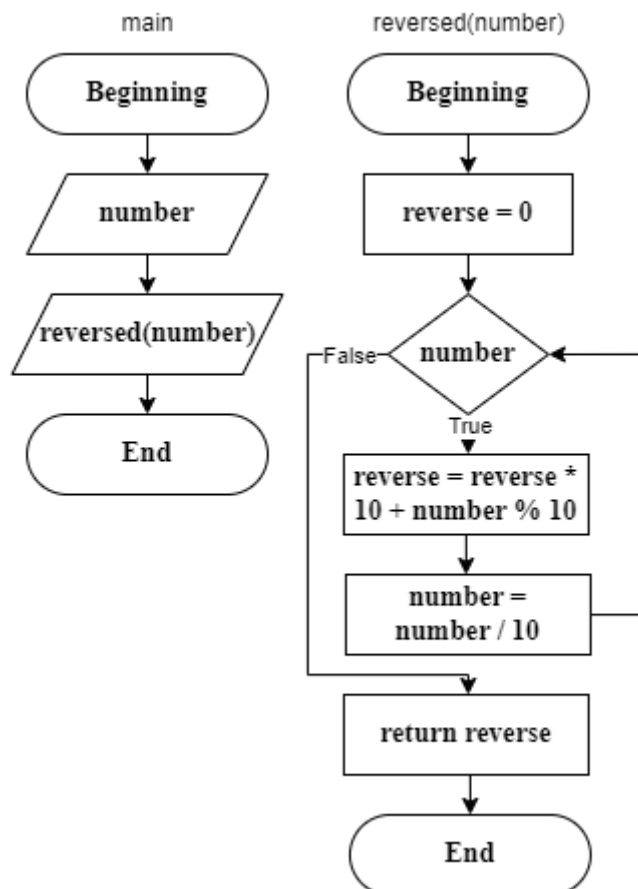 main
Beginning
number
reversed(number)
End
reversed(number)
Beginning
reverse = 0
number
False
True
reverse = reverse *
10 + number % 10
number =
number / 10
return reverse
End